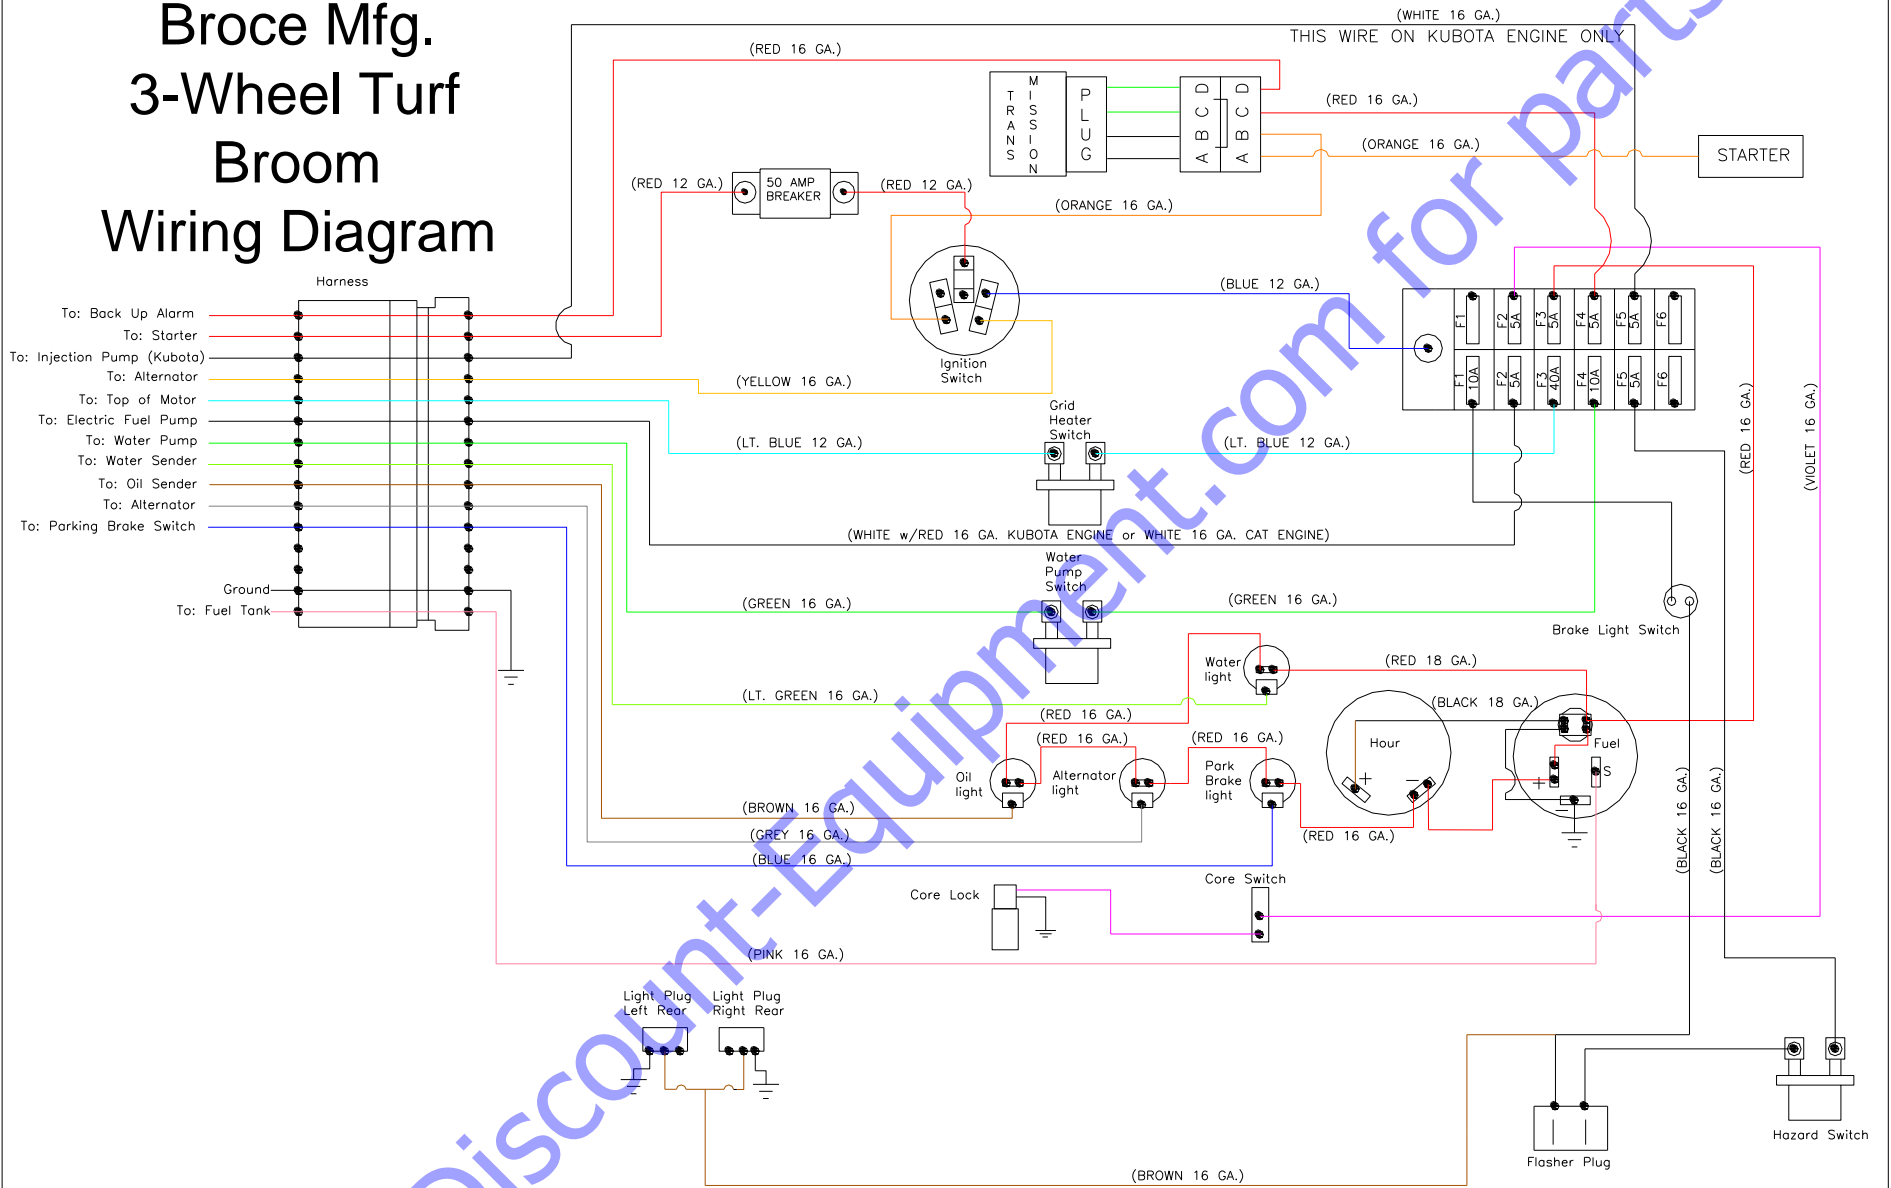 Broce Mfg.
3-Wheel Turf
Broom
Wiring Diagram
(WHITE 16 GA.)
THIS WIRE ON KUBOTA ENGINE ONLY
(RED 16 GA.)
TRANS
MISSION
PLUG
A B C D
A B C D
(RED 16 GA.)
(ORANGE 16 GA.)
STARTER
(RED 12 GA.)
50 AMP
BREAKER
(RED 12 GA.)
(ORANGE 16 GA.)
(BLUE 12 GA.)
Ignition
Switch
Harness
To: Back Up Alarm
To: Starter
To: Injection Pump (Kubota)
To: Alternator
To: Top of Motor
To: Electric Fuel Pump
To: Water Pump
To: Water Sender
To: Oil Sender
To: Alternator
To: Parking Brake Switch
Ground
To: Fuel Tank
F1
F2 5A
F3 5A
F4 5A
F5 5A
F6
F1 10A
F2 5A
F3 40A
F4 10A
F5 5A
F6
(YELLOW 16 GA.)
Grid
Heater
Switch
(LT. BLUE 12 GA.)
(LT. BLUE 12 GA.)
(RED 16 GA.)
(VIOLET 16 GA.)
(WHITE w/RED 16 GA. KUBOTA ENGINE or WHITE 16 GA. CAT ENGINE)
Water
Pump
Switch
(GREEN 16 GA.)
(GREEN 16 GA.)
Brake Light Switch
Water
light
(RED 18 GA.)
(LT. GREEN 16 GA.)
(BLACK 18 GA.)
(RED 16 GA.)
(RED 16 GA.)
(RED 16 GA.)
Hour
+
−
Fuel
S
+
−
Oil
light
Alternator
light
Park
Brake
light
(BROWN 16 GA.)
(GREY 16 GA.)
(BLUE 16 GA.)
(RED 16 GA.)
(BLACK 16 GA.)
(BLACK 16 GA.)
Core Lock
Core Switch
(PINK 16 GA.)
Light Plug
Left Rear
Light Plug
Right Rear
Flasher Plug
Hazard Switch
(BROWN 16 GA.)
Discount-Equipment.com for parts